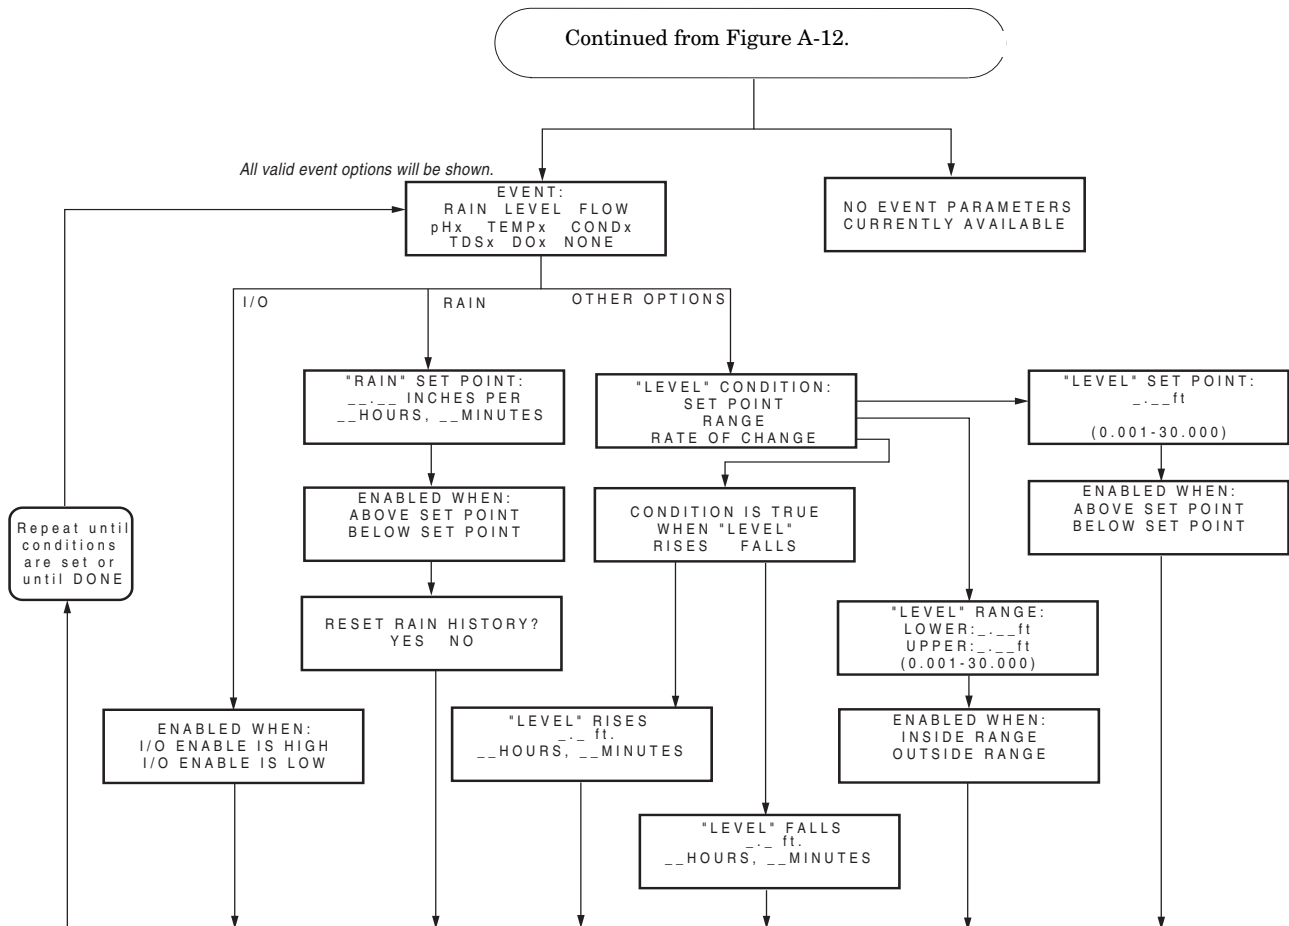 Continued from Figure A-12.
All valid event options will be shown.
EVENT:
RAIN LEVEL FLOW
pHx TEMPx CONDx
TDSx DOx NONE
NO EVENT PARAMETERS
CURRENTLY AVAILABLE
I/O
RAIN
OTHER OPTIONS
"RAIN" SET POINT:
__.__ INCHES PER
__HOURS, __MINUTES
"LEVEL" CONDITION:
SET POINT
RANGE
RATE OF CHANGE
"LEVEL" SET POINT:
_.__ft
(0.001-30.000)
ENABLED WHEN:
ABOVE SET POINT
BELOW SET POINT
CONDITION IS TRUE
WHEN "LEVEL"
RISES FALLS
ENABLED WHEN:
ABOVE SET POINT
BELOW SET POINT
Repeat until
conditions
are set or
until DONE
RESET RAIN HISTORY?
YES NO
"LEVEL" RANGE:
LOWER:_.__ft
UPPER:_.__ft
(0.001-30.000)
ENABLED WHEN:
I/O ENABLE IS HIGH
I/O ENABLE IS LOW
"LEVEL" RISES
_._ ft.
__HOURS, __MINUTES
ENABLED WHEN:
INSIDE RANGE
OUTSIDE RANGE
"LEVEL" FALLS
_._ ft.
__HOURS, __MINUTES